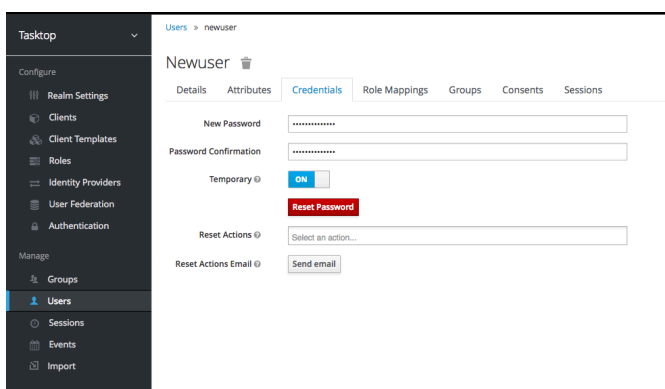 Tasktop
Users » newuser
Newuser
Configure
Realm Settings
Clients
Client Templates
Roles
Identity Providers
User Federation
Authentication
Manage
Groups
Users
Sessions
Events
Import
Details Attributes Credentials Role Mappings Groups Consents Sessions
New Password ••••••••••••••
Password Confirmation ••••••••••••••
Temporary ON
Reset Password
Reset Actions Select an action...
Reset Actions Email Send email